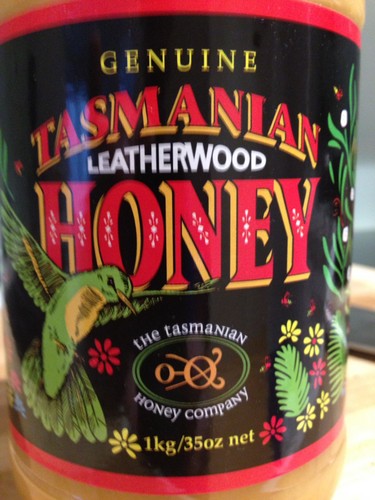 GENUINE
TASMANIAN
LEATHERWOOD
HONEY
the tasmanian
honey company
1kg/35oz net